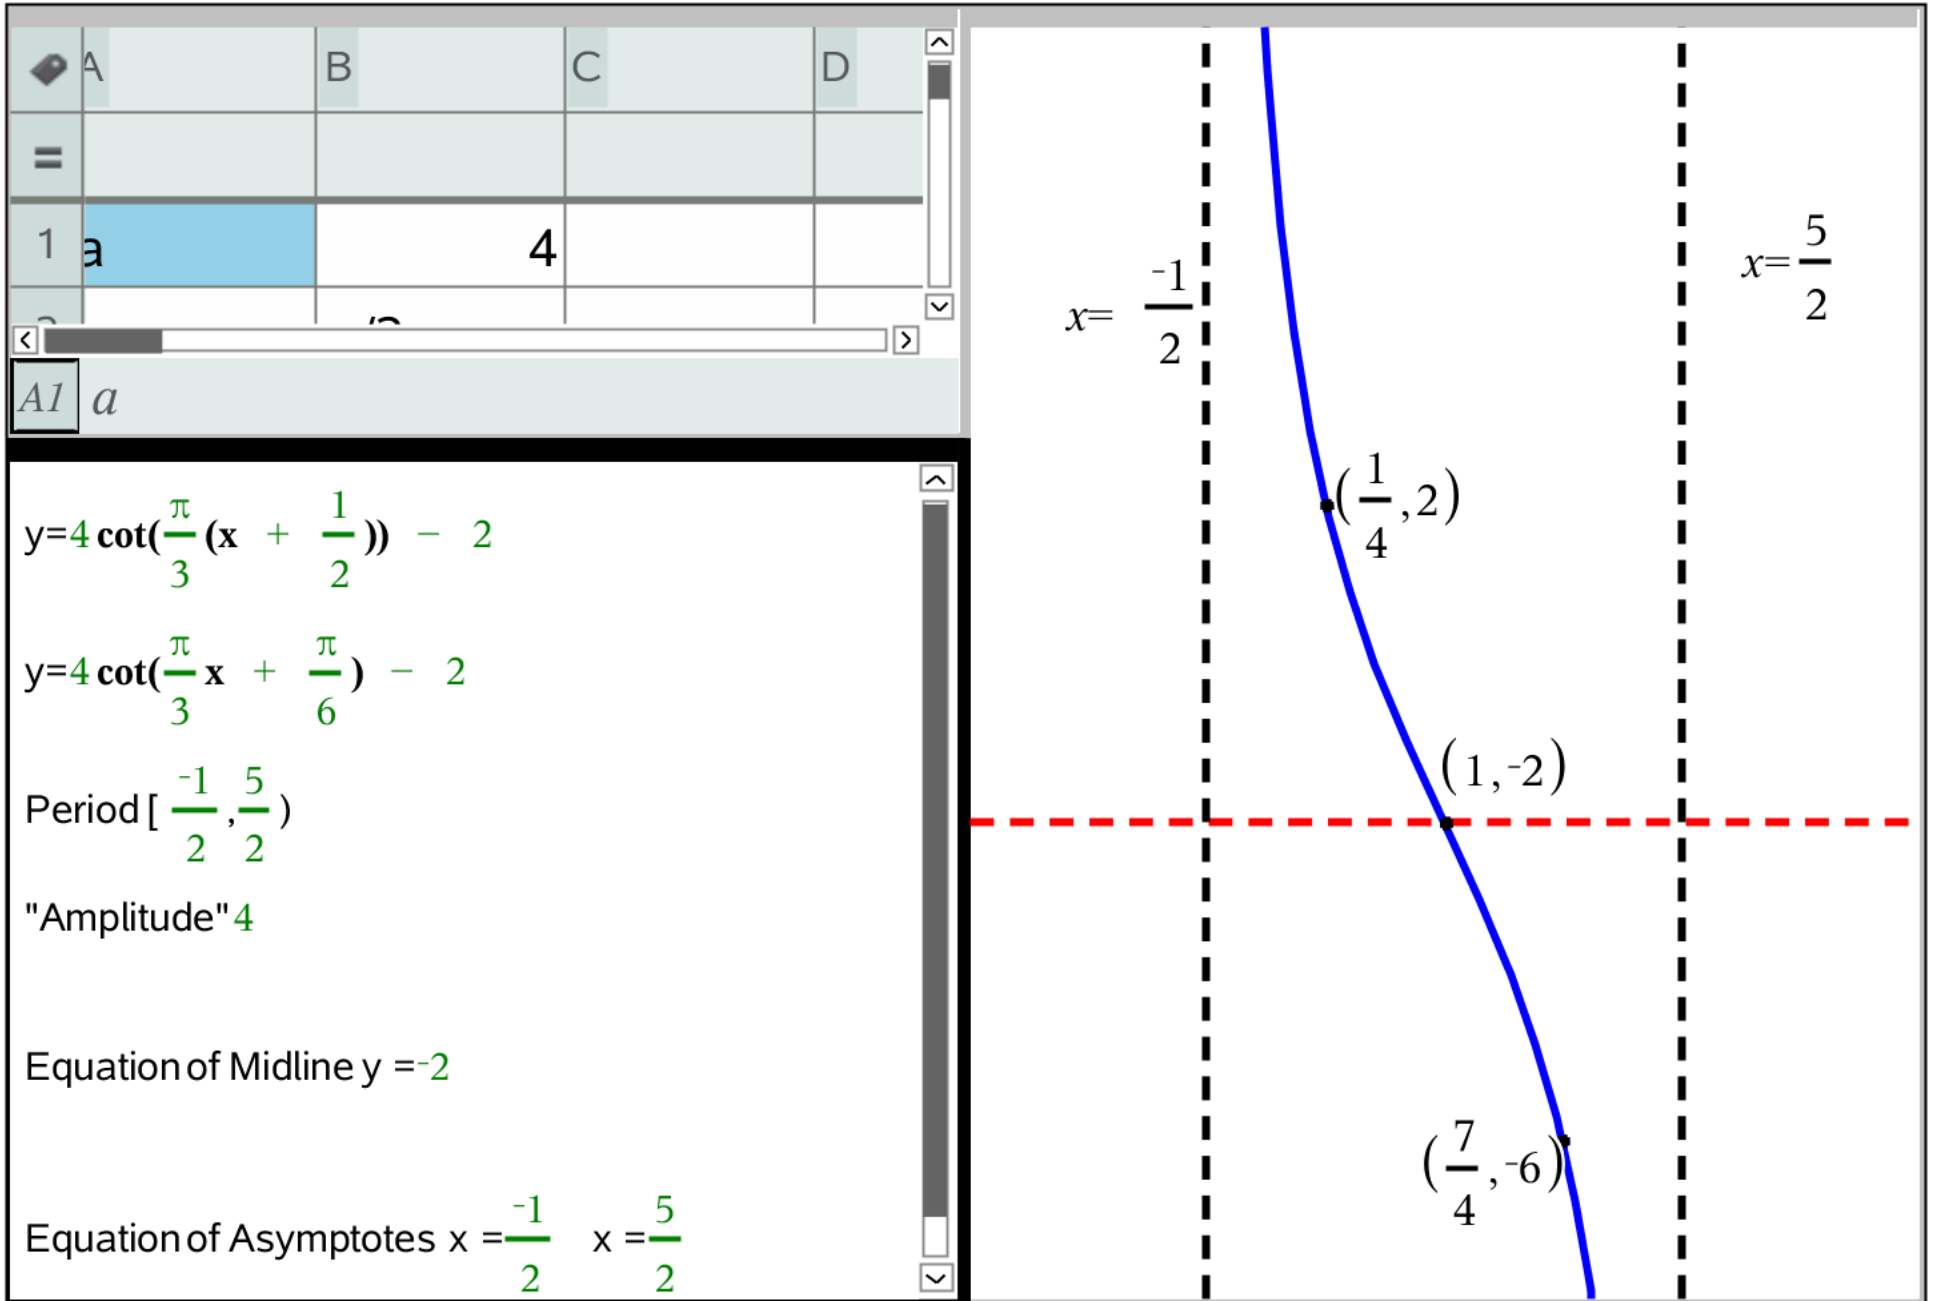 A B C D
=
1 a 4
A1 a
y=4 cot(π/3 (x + 1/2)) − 2
y=4 cot(π/3 x + π/6) − 2
Period [ -1/2 , 5/2 )
"Amplitude" 4
Equation of Midline y = -2
Equation of Asymptotes x = -1/2 x = 5/2
x= -1/2
x= 5/2
(1/4, 2)
(1, -2)
(7/4, -6)